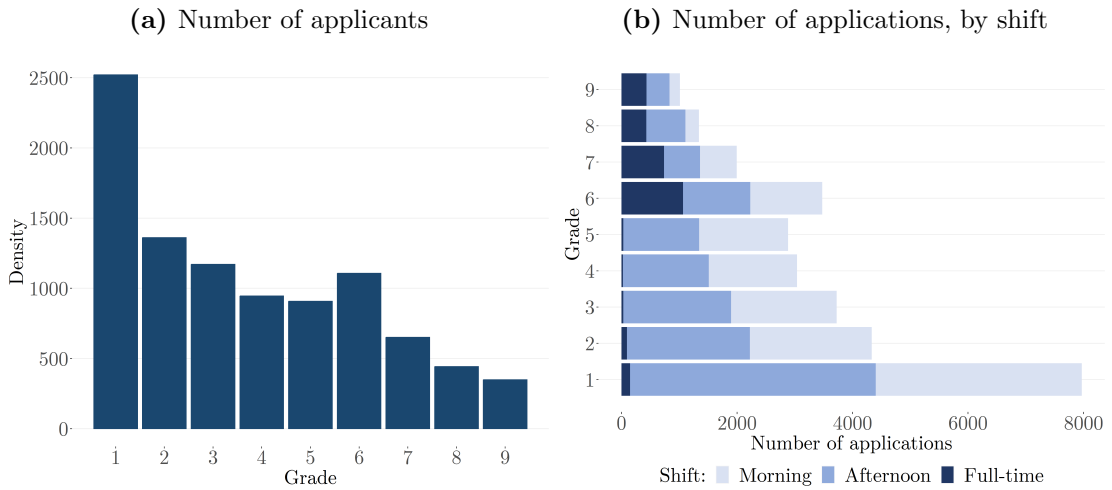 (a) Number of applicants
2500
2000
1500
1000
500
0
Density
1 2 3 4 5 6 7 8 9
Grade
(b) Number of applications, by shift
9
8
7
6
5
4
3
2
1
Grade
0 2000 4000 6000 8000
Number of applications
Shift: Morning Afternoon Full-time